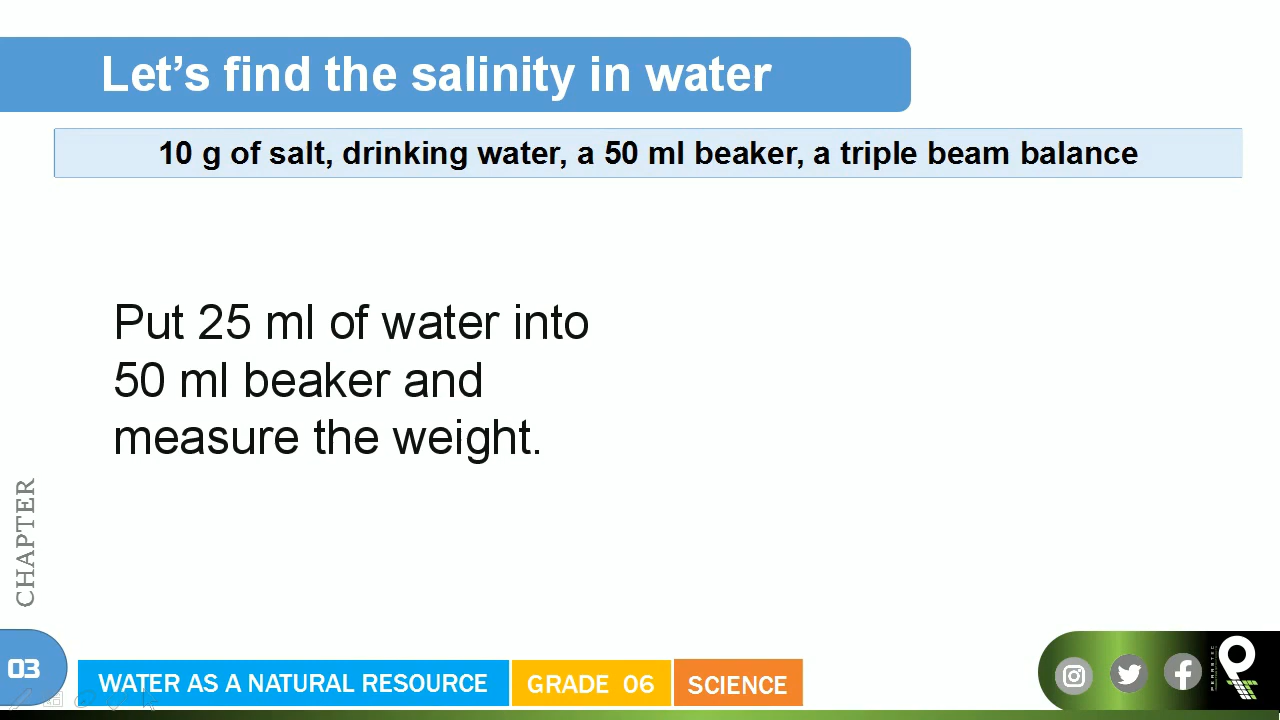 Let’s find the salinity in water
10 g of salt, drinking water, a 50 ml beaker, a triple beam balance
Put 25 ml of water into
50 ml beaker and
measure the weight.
CHAPTER
03
WATER AS A NATURAL RESOURCE
GRADE 06
SCIENCE